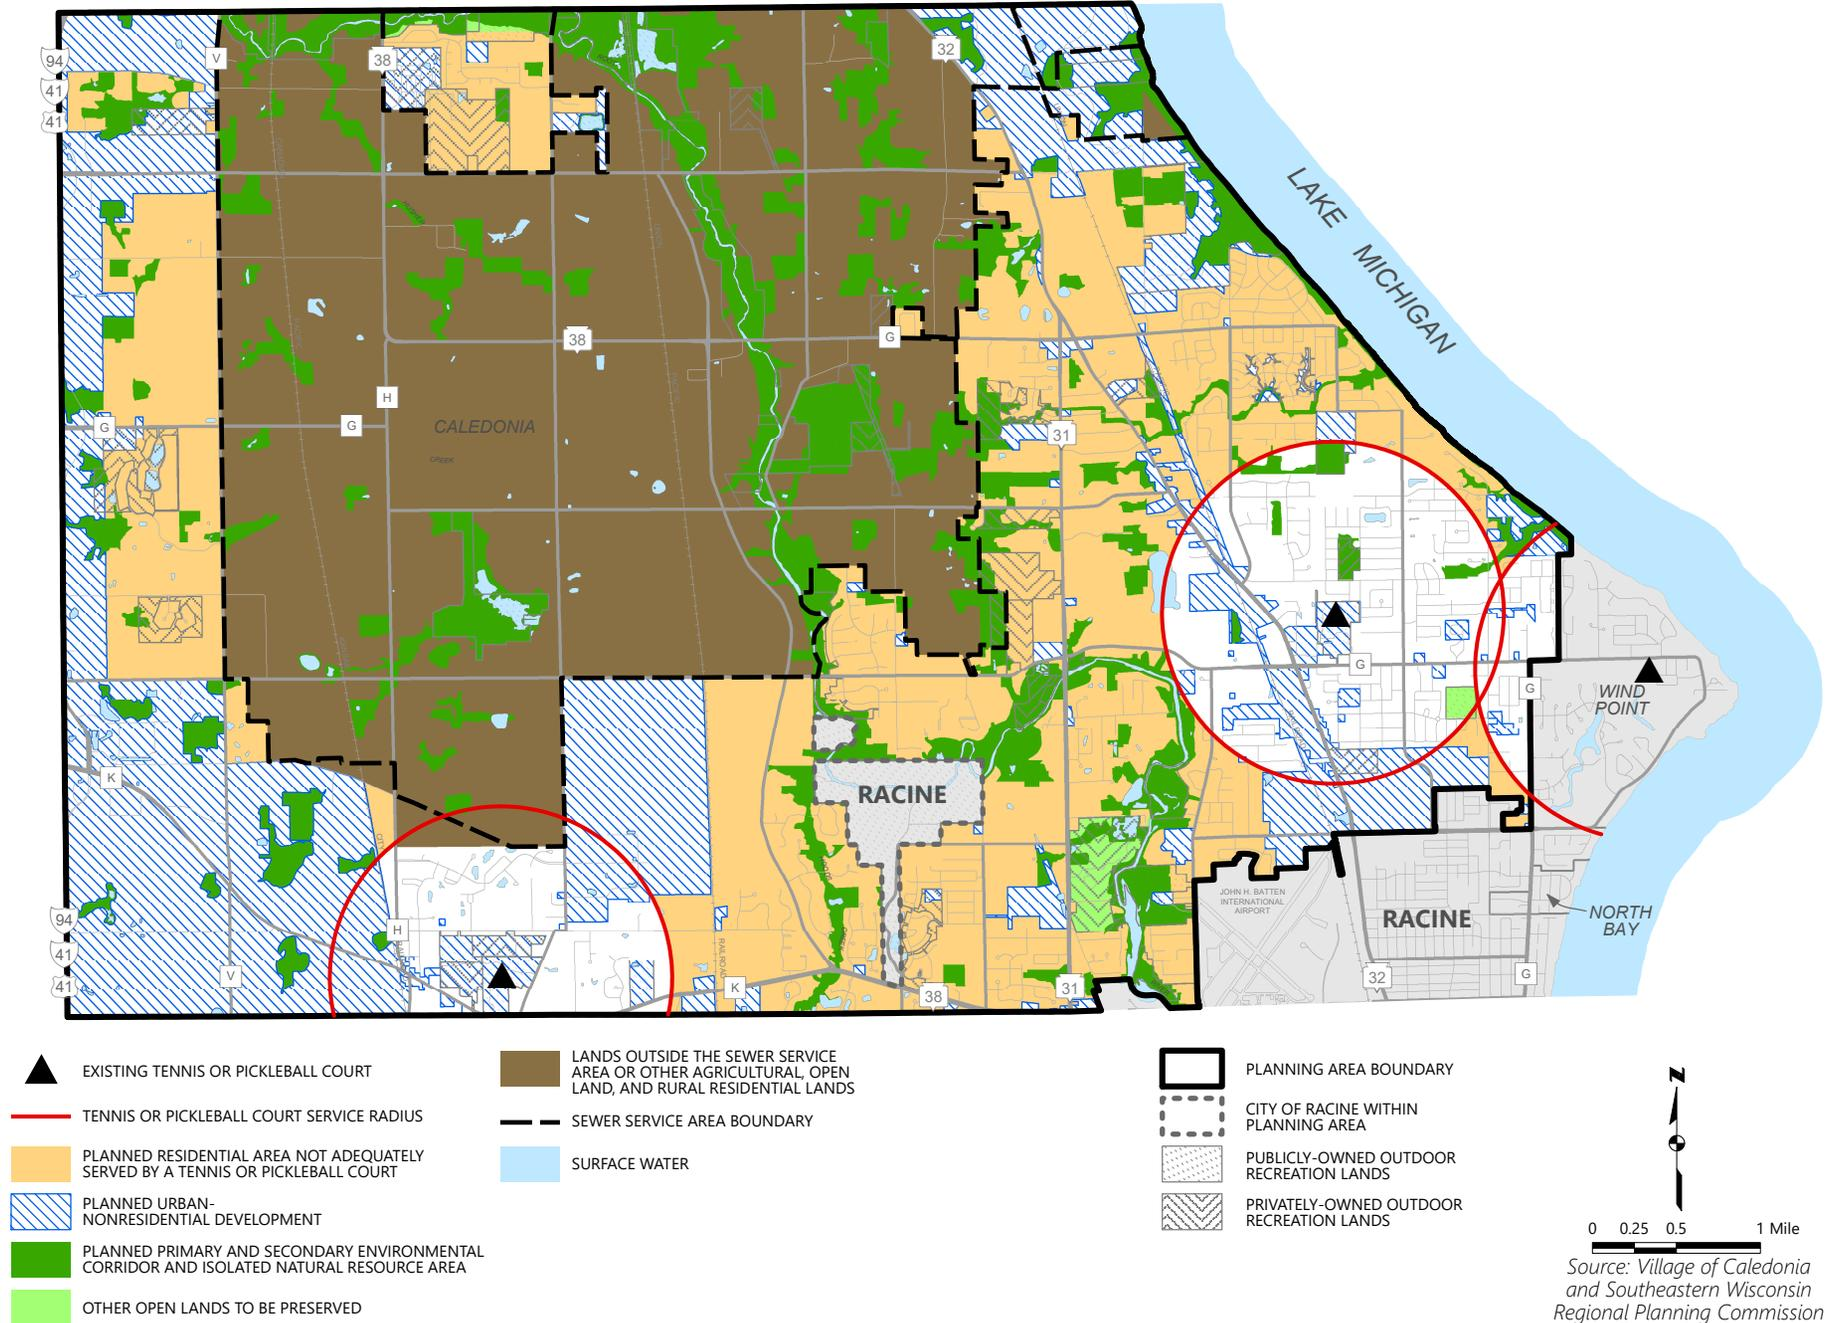 94
41
41
V
38
32
LAKE
MICHIGAN
38
G
H
G
G
31
CALEDONIA
CREEK
G
G
WIND
POINT
K
RACINE
H
JOHN H. BATTEN
INTERNATIONAL
AIRPORT
RACINE
NORTH
BAY
94
41
41
V
RAILROAD
K
38
31
32
G
EXISTING TENNIS OR PICKLEBALL COURT
TENNIS OR PICKLEBALL COURT SERVICE RADIUS
PLANNED RESIDENTIAL AREA NOT ADEQUATELY
SERVED BY A TENNIS OR PICKLEBALL COURT
PLANNED URBAN-
NONRESIDENTIAL DEVELOPMENT
PLANNED PRIMARY AND SECONDARY ENVIRONMENTAL
CORRIDOR AND ISOLATED NATURAL RESOURCE AREA
OTHER OPEN LANDS TO BE PRESERVED
LANDS OUTSIDE THE SEWER SERVICE
AREA OR OTHER AGRICULTURAL, OPEN
LAND, AND RURAL RESIDENTIAL LANDS
SEWER SERVICE AREA BOUNDARY
SURFACE WATER
PLANNING AREA BOUNDARY
CITY OF RACINE WITHIN
PLANNING AREA
PUBLICLY-OWNED OUTDOOR
RECREATION LANDS
PRIVATELY-OWNED OUTDOOR
RECREATION LANDS
N
0 0.25 0.5 1 Mile
Source: Village of Caledonia
and Southeastern Wisconsin
Regional Planning Commission